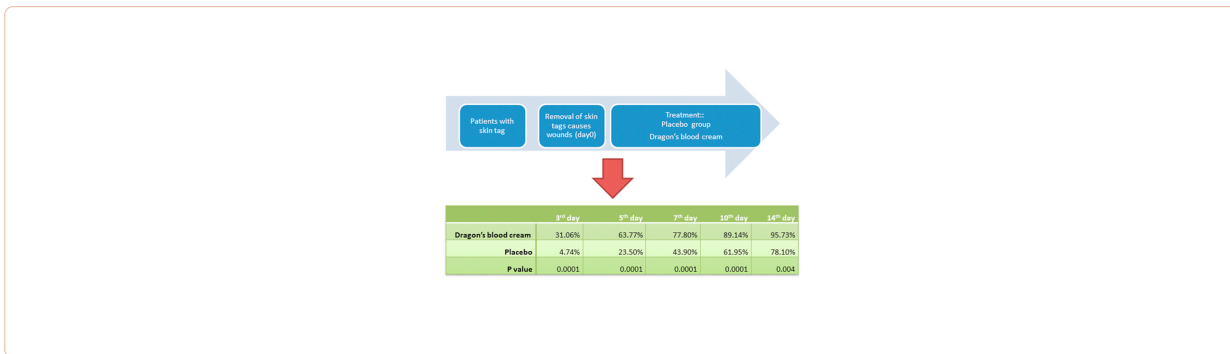 Patients with
skin tag
Removal of skin
tags causes
wounds (day0)
Treatment::
Placebo group
Dragon's blood cream
3rd day 5th day 7th day 10th day 14th day
Dragon's blood cream 31.06% 63.77% 77.80% 89.14% 95.73%
Placebo 4.74% 23.50% 43.90% 61.95% 78.10%
P value 0.0001 0.0001 0.0001 0.0001 0.004